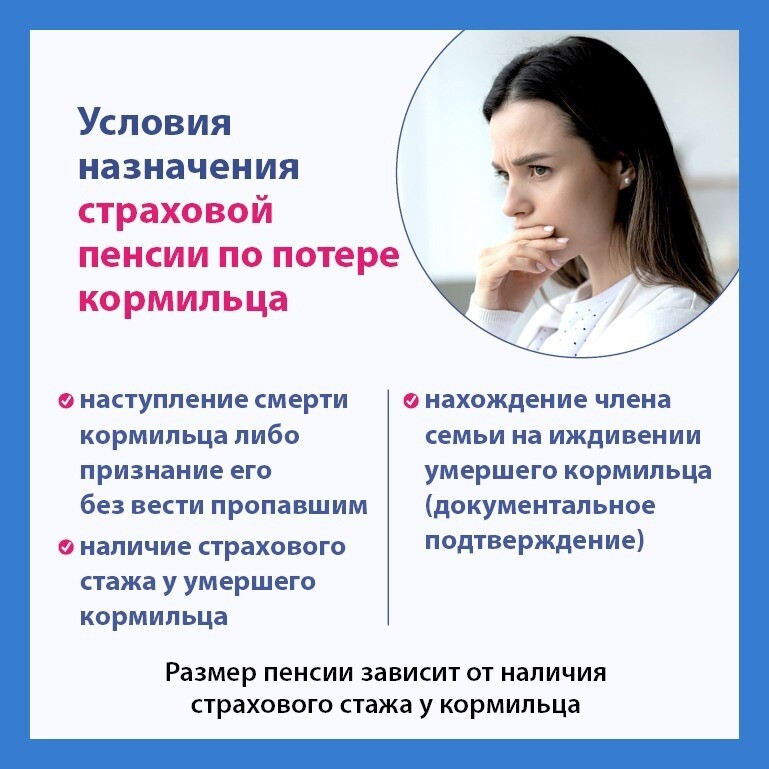 Условия
назначения
страховой
пенсии по потере
кормильца
наступление смерти
кормильца либо
признание его
без вести пропавшим
наличие страхового
стажа у умершего
кормильца
нахождение члена
семьи на иждивении
умершего кормильца
(документальное
подтверждение)
Размер пенсии зависит от наличия
страхового стажа у кормильца